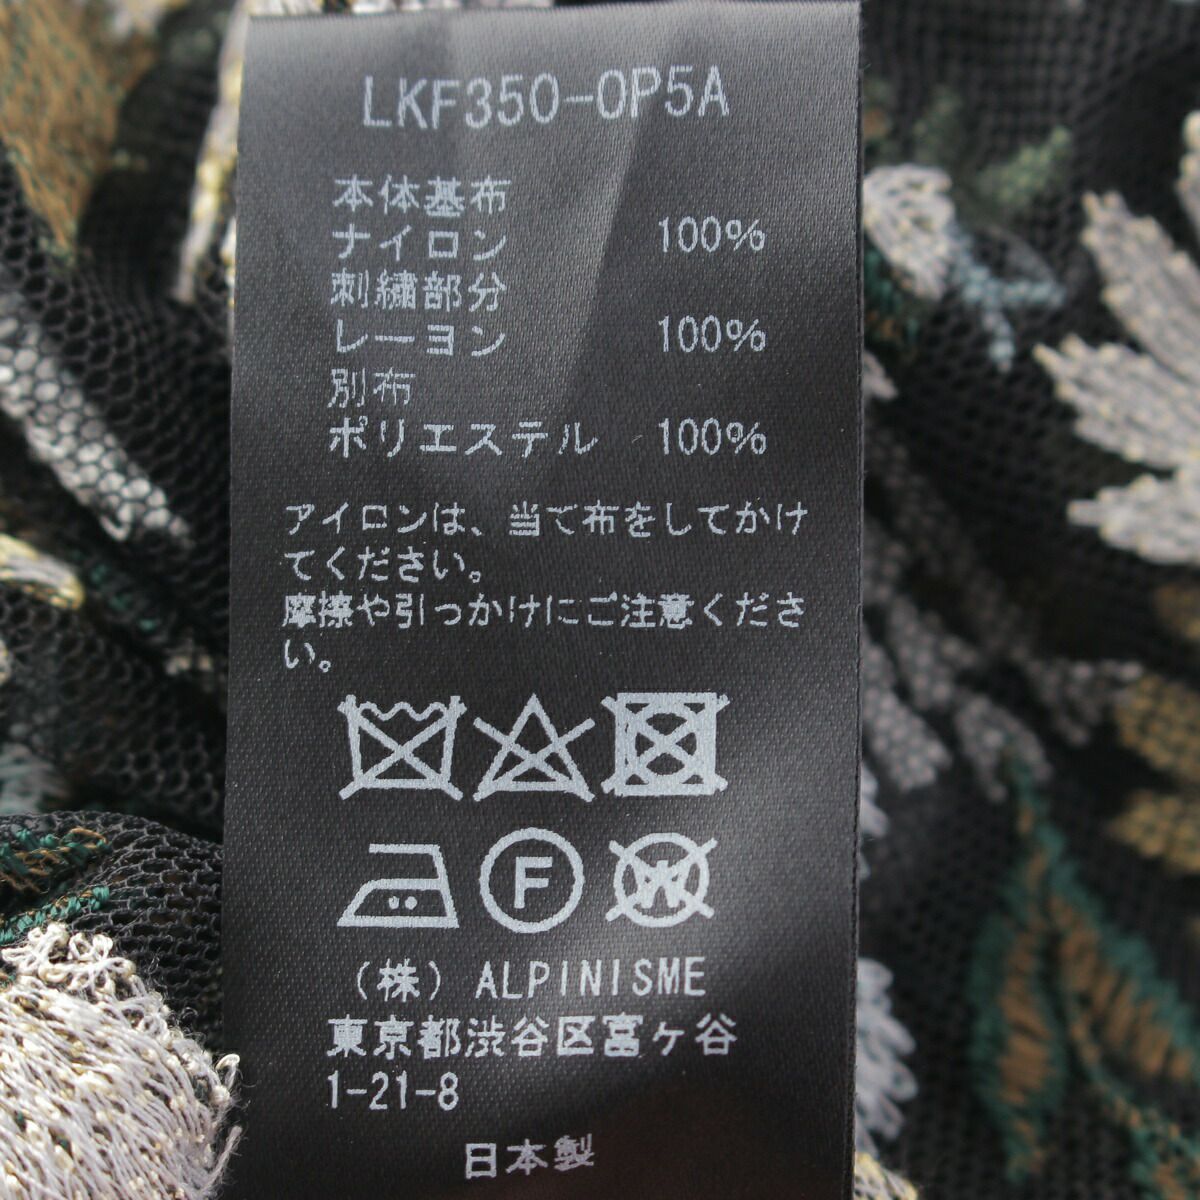 LKF350-0P5A
本体基布
ナイロン 100%
刺繍部分
レーヨン 100%
別布
ポリエステル 100%
アイロンは、当て布をしてかけ
てください。
摩擦や引っかけにご注意くださ
い。
F
W
(株) ALPINISME
東京都渋谷区富ヶ谷
1-21-8
日本製